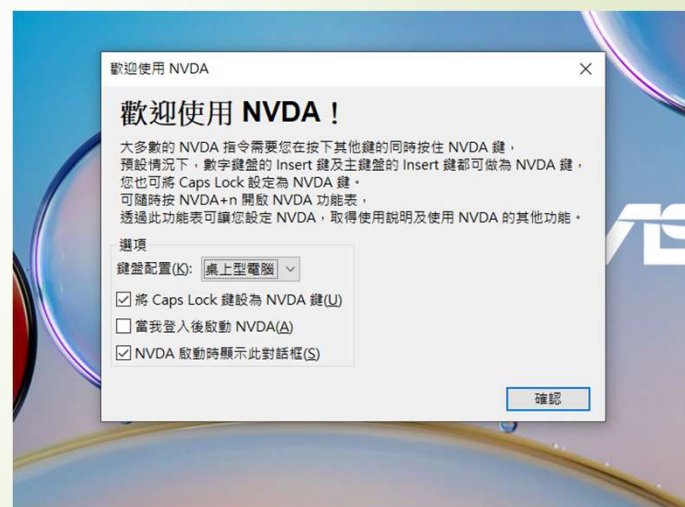 歡迎使用 NVDA
歡迎使用 NVDA！
大多數的 NVDA 指令需要您在按下其他鍵的同時按住 NVDA 鍵，
預設情況下，數字鍵盤的 Insert 鍵及主鍵盤的 Insert 鍵都可做為 NVDA 鍵，
您也可將 Caps Lock 設定為 NVDA 鍵。
可隨時按 NVDA+n 開啟 NVDA 功能表，
透過此功能表可讓您設定 NVDA，取得使用說明及使用 NVDA 的其他功能。
選項
鍵盤配置(K): 桌上型電腦
將 Caps Lock 鍵設為 NVDA 鍵(U)
當我登入後啟動 NVDA(A)
NVDA 啟動時顯示此對話框(S)
確認